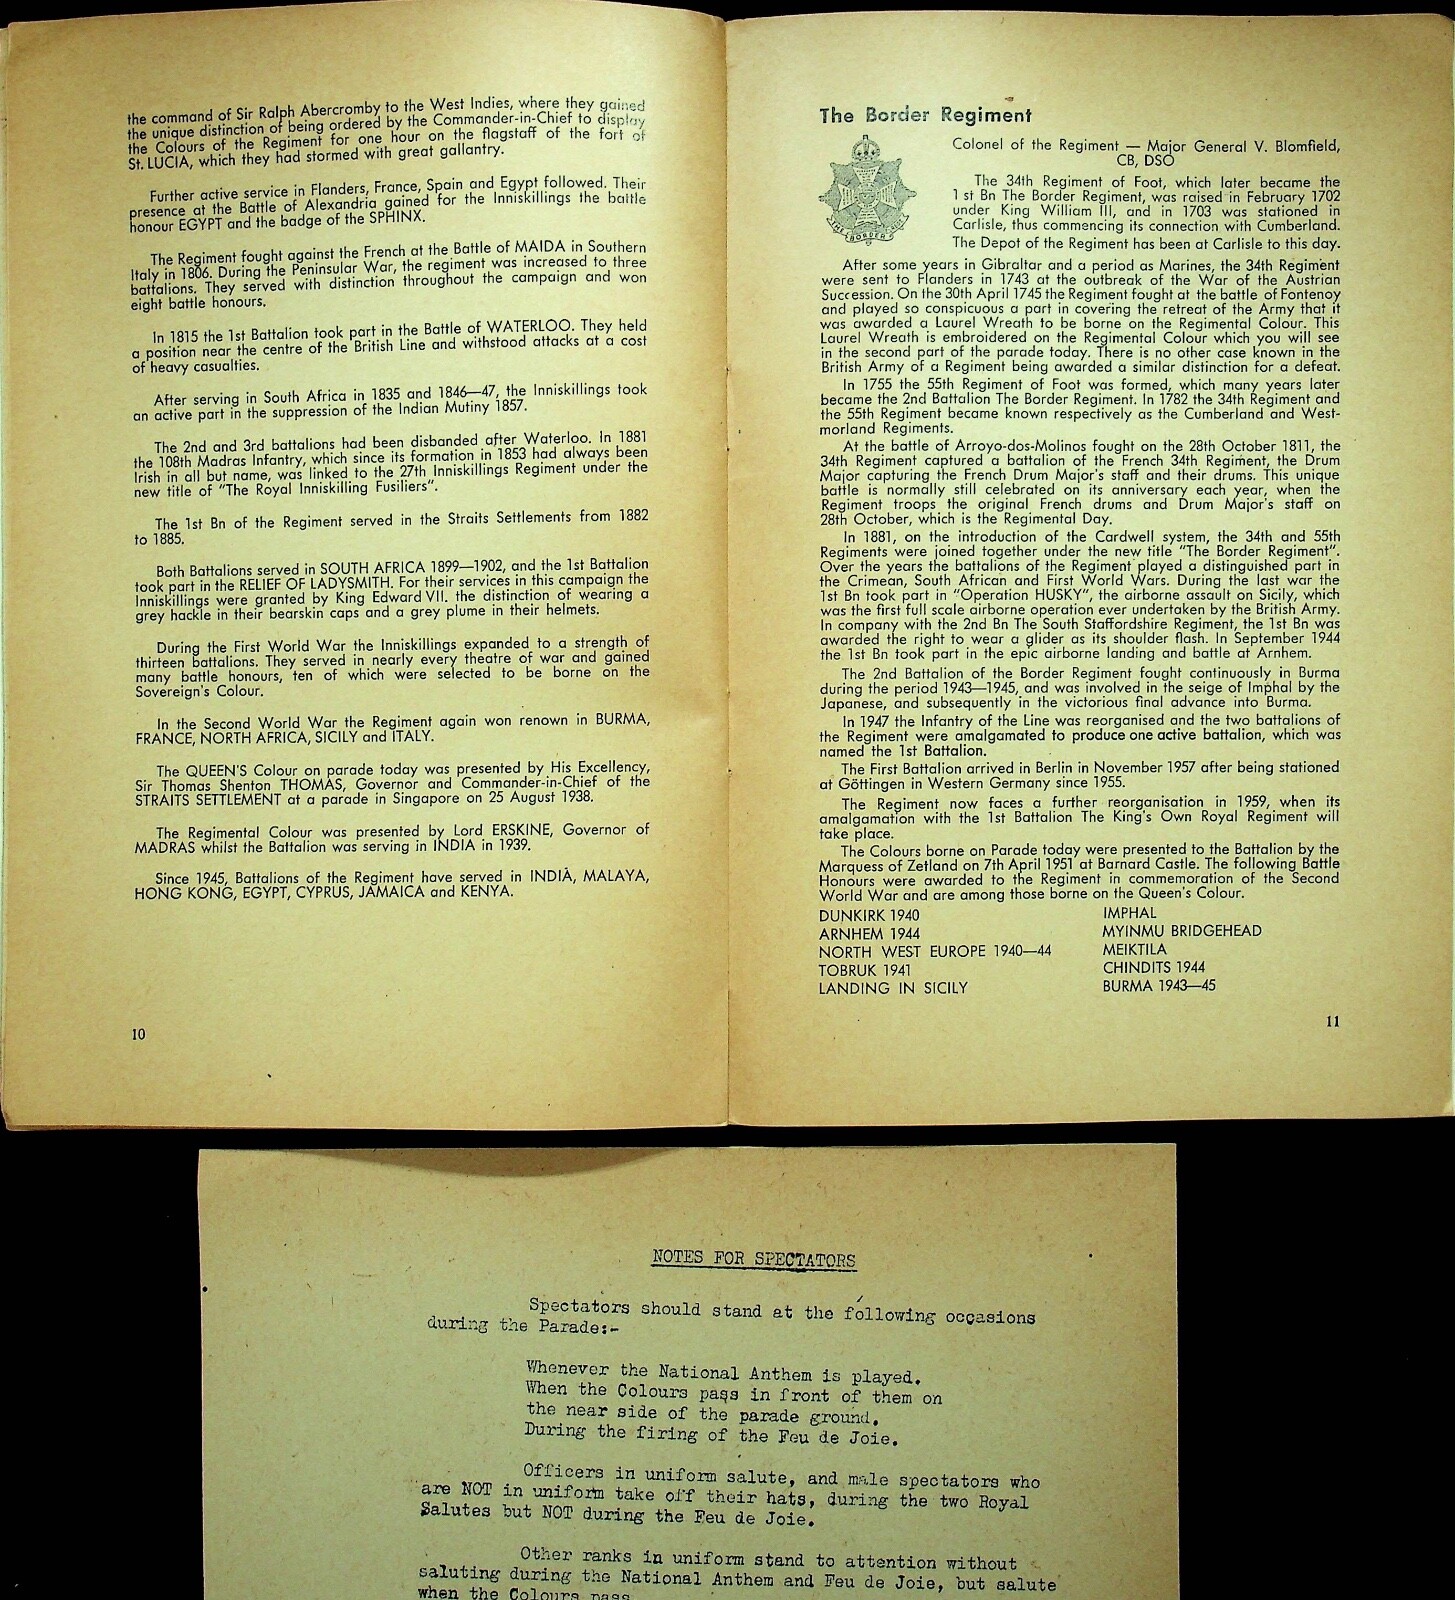 the command of Sir Ralph Abercromby to the West Indies, where they gained
the unique distinction of being ordered by the Commander-in-Chief to display
the Colours of the Regiment for one hour on the flagstaff of the fort of
St. LUCIA, which they had stormed with great gallantry.
Further active service in Flanders, France, Spain and Egypt followed. Their
presence at the Battle of Alexandria gained for the Inniskillings the battle
honour EGYPT and the badge of the SPHINX.
The Regiment fought against the French at the Battle of MAIDA in Southern
Italy in 1806. During the Peninsular War, the regiment was increased to three
battalions. They served with distinction throughout the campaign and won
eight battle honours.
In 1815 the 1st Battalion took part in the Battle of WATERLOO. They held
a position near the centre of the British Line and withstood attacks at a cost
of heavy casualties.
After serving in South Africa in 1835 and 1846—47, the Inniskillings took
an active part in the suppression of the Indian Mutiny 1857.
The 2nd and 3rd battalions had been disbanded after Waterloo. In 1881
the 108th Madras Infantry, which since its formation in 1853 had always been
Irish in all but name, was linked to the 27th Inniskillings Regiment under the
new title of "The Royal Inniskilling Fusiliers".
The 1st Bn of the Regiment served in the Straits Settlements from 1882
to 1885.
Both Battalions served in SOUTH AFRICA 1899—1902, and the 1st Battalion
took part in the RELIEF OF LADYSMITH. For their services in this campaign the
Inniskillings were granted by King Edward VII. the distinction of wearing a
grey hackle in their bearskin caps and a grey plume in their helmets.
During the First World War the Inniskillings expanded to a strength of
thirteen battalions. They served in nearly every theatre of war and gained
many battle honours, ten of which were selected to be borne on the
Sovereign's Colour.
In the Second World War the Regiment again won renown in BURMA,
FRANCE, NORTH AFRICA, SICILY and ITALY.
The QUEEN'S Colour on parade today was presented by His Excellency,
Sir Thomas Shenton THOMAS, Governor and Commander-in-Chief of the
STRAITS SETTLEMENT at a parade in Singapore on 25 August 1938.
The Regimental Colour was presented by Lord ERSKINE, Governor of
MADRAS whilst the Battalion was serving in INDIA in 1939.
Since 1945, Battalions of the Regiment have served in INDIA, MALAYA,
HONG KONG, EGYPT, CYPRUS, JAMAICA and KENYA.
10
The Border Regiment
THE BORDER REGT
Colonel of the Regiment — Major General V. Blomfield,
CB, DSO
The 34th Regiment of Foot, which later became the
1 st Bn The Border Regiment, was raised in February 1702
under King William III, and in 1703 was stationed in
Carlisle, thus commencing its connection with Cumberland.
The Depot of the Regiment has been at Carlisle to this day.
After some years in Gibraltar and a period as Marines, the 34th Regiment
were sent to Flanders in 1743 at the outbreak of the War of the Austrian
Succession. On the 30th April 1745 the Regiment fought at the battle of Fontenoy
and played so conspicuous a part in covering the retreat of the Army that it
was awarded a Laurel Wreath to be borne on the Regimental Colour. This
Laurel Wreath is embroidered on the Regimental Colour which you will see
in the second part of the parade today. There is no other case known in the
British Army of a Regiment being awarded a similar distinction for a defeat.
In 1755 the 55th Regiment of Foot was formed, which many years later
became the 2nd Battalion The Border Regiment. In 1782 the 34th Regiment and
the 55th Regiment became known respectively as the Cumberland and West-
morland Regiments.
At the battle of Arroyo-dos-Molinos fought on the 28th October 1811, the
34th Regiment captured a battalion of the French 34th Regiment, the Drum
Major capturing the French Drum Major's staff and their drums. This unique
battle is normally still celebrated on its anniversary each year, when the
Regiment troops the original French drums and Drum Major's staff on
28th October, which is the Regimental Day.
In 1881, on the introduction of the Cardwell system, the 34th and 55th
Regiments were joined together under the new title "The Border Regiment".
Over the years the battalions of the Regiment played a distinguished part in
the Crimean, South African and First World Wars. During the last war the
1st Bn took part in "Operation HUSKY", the airborne assault on Sicily, which
was the first full scale airborne operation ever undertaken by the British Army.
In company with the 2nd Bn The South Staffordshire Regiment, the 1st Bn was
awarded the right to wear a glider as its shoulder flash. In September 1944
the 1st Bn took part in the epic airborne landing and battle at Arnhem.
The 2nd Battalion of the Border Regiment fought continuously in Burma
during the period 1943—1945, and was involved in the seige of Imphal by the
Japanese, and subsequently in the victorious final advance into Burma.
In 1947 the Infantry of the Line was reorganised and the two battalions of
the Regiment were amalgamated to produce one active battalion, which was
named the 1st Battalion.
The First Battalion arrived in Berlin in November 1957 after being stationed
at Göttingen in Western Germany since 1955.
The Regiment now faces a further reorganisation in 1959, when its
amalgamation with the 1st Battalion The King's Own Royal Regiment will
take place.
The Colours borne on Parade today were presented to the Battalion by the
Marquess of Zetland on 7th April 1951 at Barnard Castle. The following Battle
Honours were awarded to the Regiment in commemoration of the Second
World War and are among those borne on the Queen's Colour.
DUNKIRK 1940
ARNHEM 1944
NORTH WEST EUROPE 1940—44
TOBRUK 1941
LANDING IN SICILY
IMPHAL
MYINMU BRIDGEHEAD
MEIKTILA
CHINDITS 1944
BURMA 1943—45
11
NOTES FOR SPECTATORS
Spectators should stand at the following occasions
during the Parade:-
Whenever the National Anthem is played.
When the Colours pass in front of them on
the near side of the parade ground.
During the firing of the Feu de Joie.
Officers in uniform salute, and male spectators who
are NOT in uniform take off their hats, during the two Royal
Salutes but NOT during the Feu de Joie.
Other ranks in uniform stand to attention without
saluting during the National Anthem and Feu de Joie, but salute
when the Colours pass